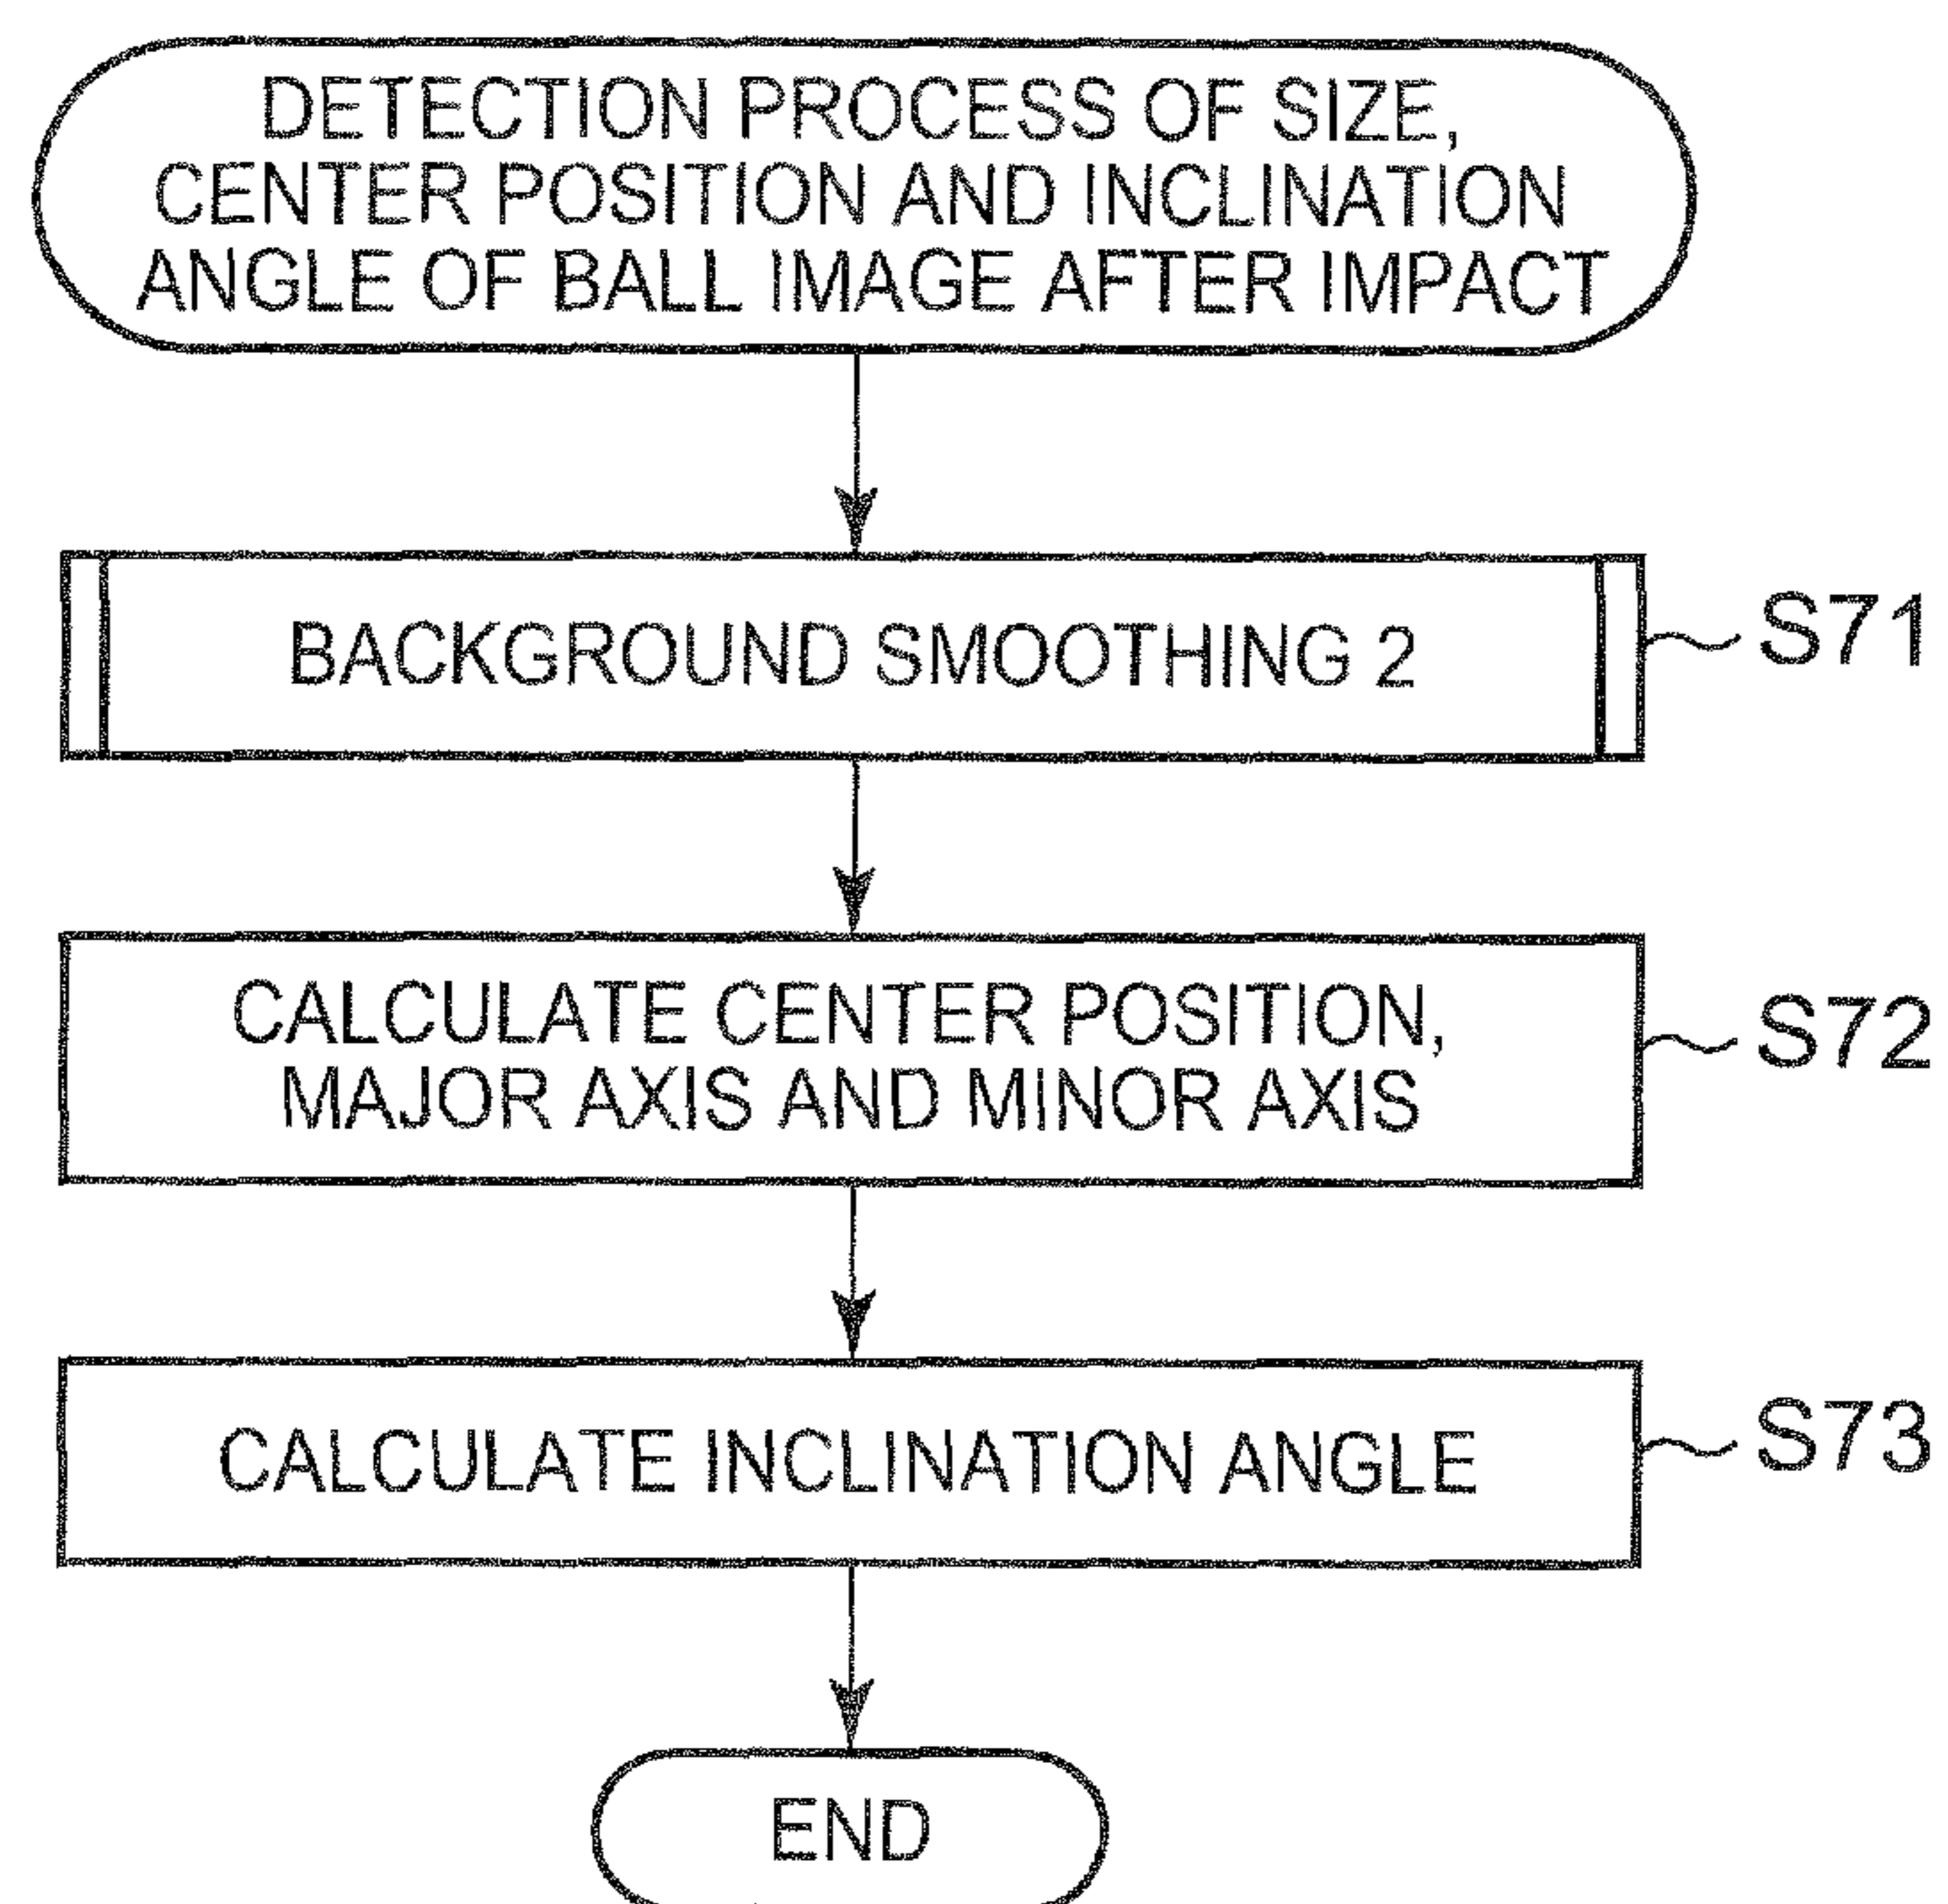 DETECTION PROCESS OF SIZE,
CENTER POSITION AND INCLINATION
ANGLE OF BALL IMAGE AFTER IMPACT
BACKGROUND SMOOTHING 2
S71
CALCULATE CENTER POSITION,
MAJOR AXIS AND MINOR AXIS
S72
CALCULATE INCLINATION ANGLE
S73
END